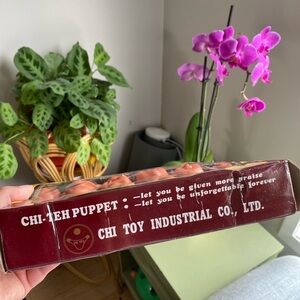 CHI-TEH PUPPET : —let you be given more praise
—let you be unforgettable forever
CHI TOY INDUSTRIAL CO., LTD.